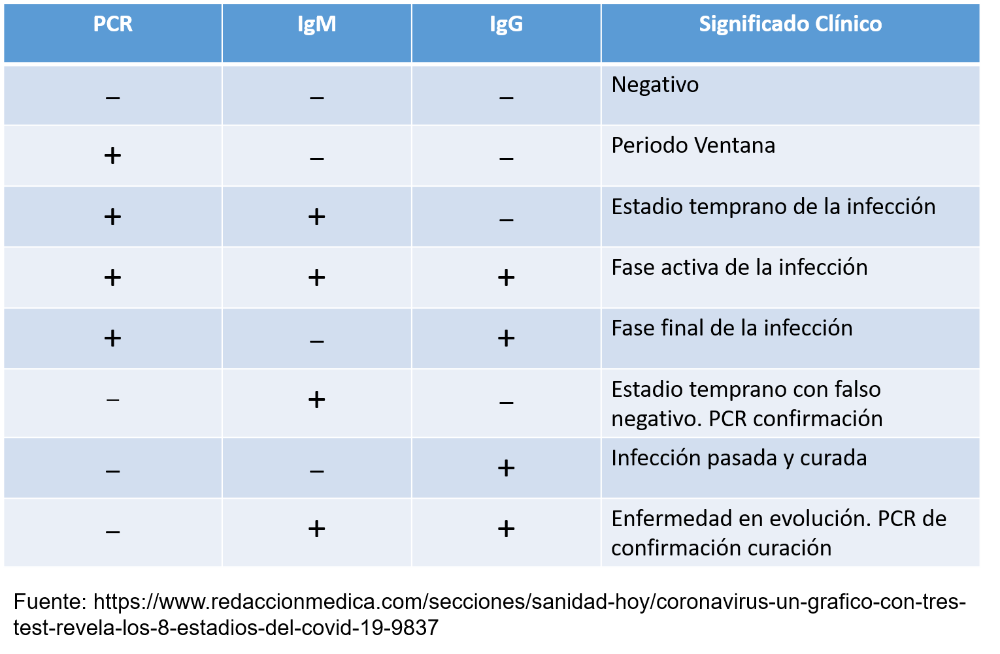 PCR IgM IgG Significado Clínico
– – – Negativo
+ – – Periodo Ventana
+ + – Estadio temprano de la infección
+ + + Fase activa de la infección
+ – + Fase final de la infección
– + – Estadio temprano con falso
negativo. PCR confirmación
– – + Infección pasada y curada
– + + Enfermedad en evolución. PCR de
confirmación curación
Fuente: https://www.redaccionmedica.com/secciones/sanidad-hoy/coronavirus-un-grafico-con-tres-
test-revela-los-8-estadios-del-covid-19-9837